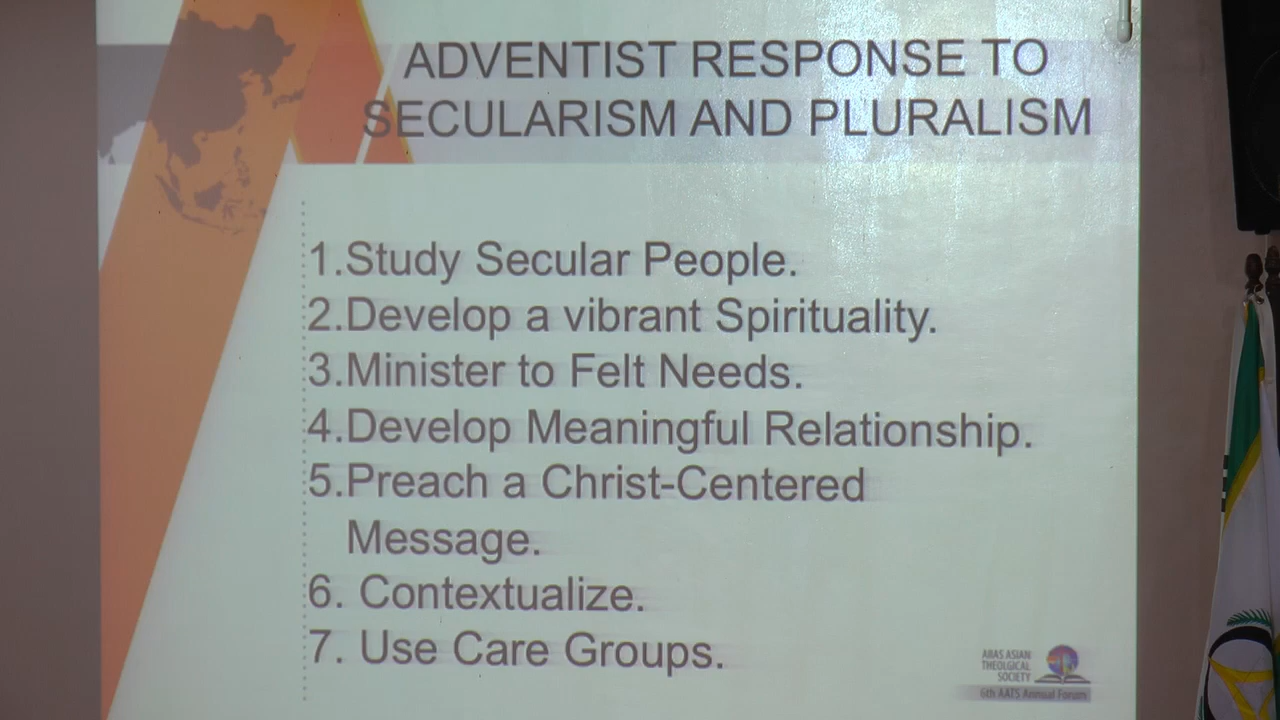 ADVENTIST RESPONSE TO
SECULARISM AND PLURALISM
1.Study Secular People.
2.Develop a vibrant Spirituality.
3.Minister to Felt Needs.
4.Develop Meaningful Relationship.
5.Preach a Christ-Centered
Message.
6. Contextualize.
7. Use Care Groups.
AIIAS ASIAN
THEOLGICAL
SOCIETY
6th AATS Annual Forum